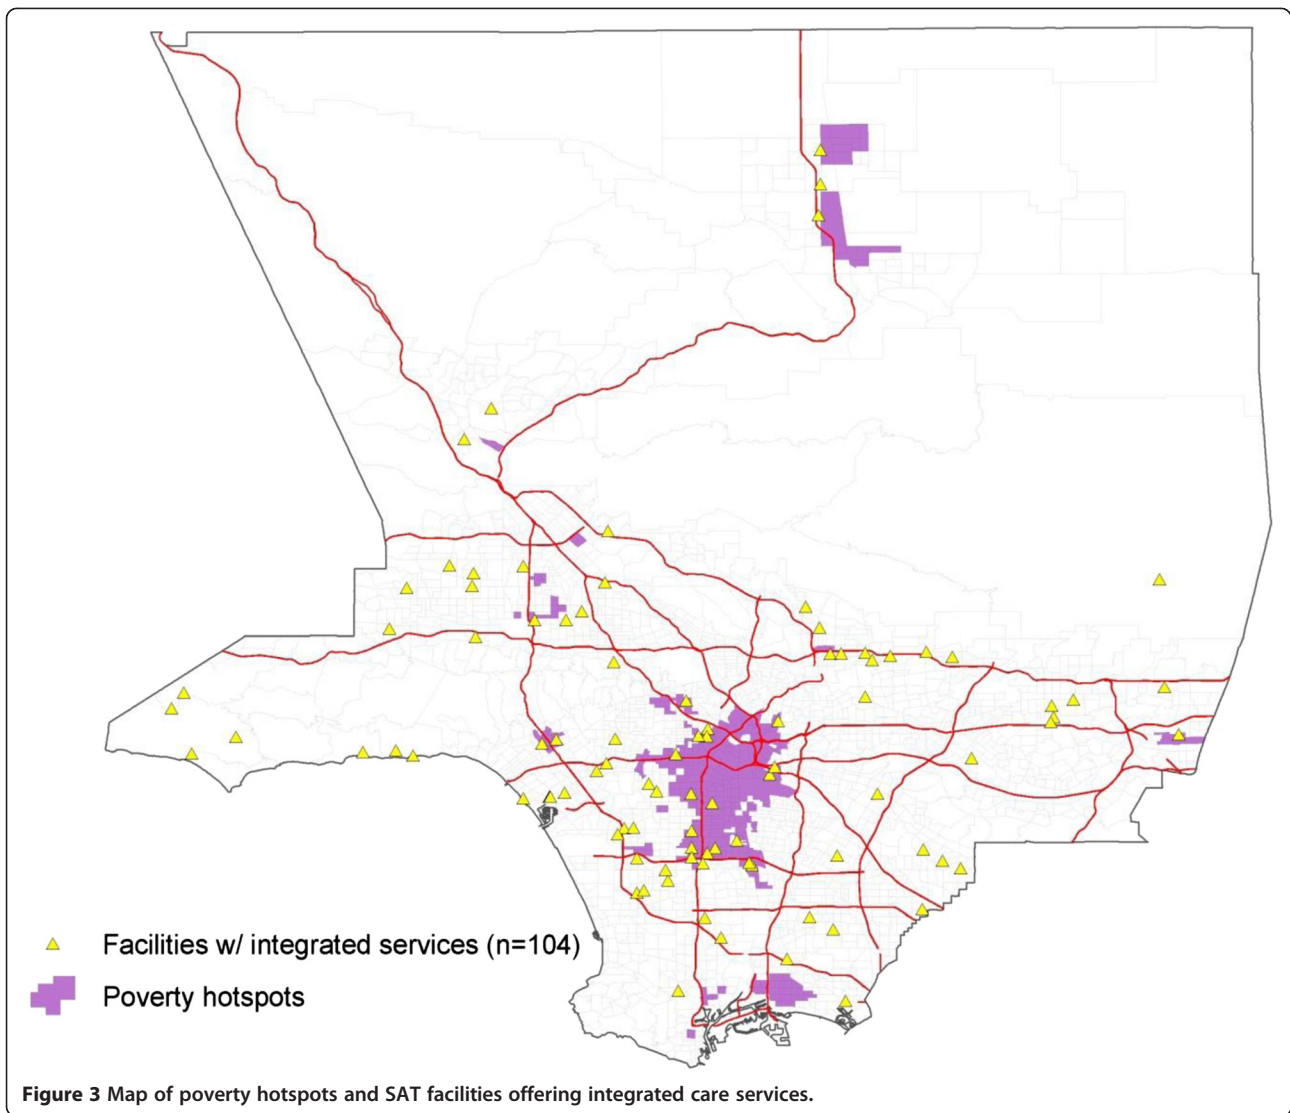 Facilities w/ integrated services (n=104)
Poverty hotspots
Figure 3 Map of poverty hotspots and SAT facilities offering integrated care services.